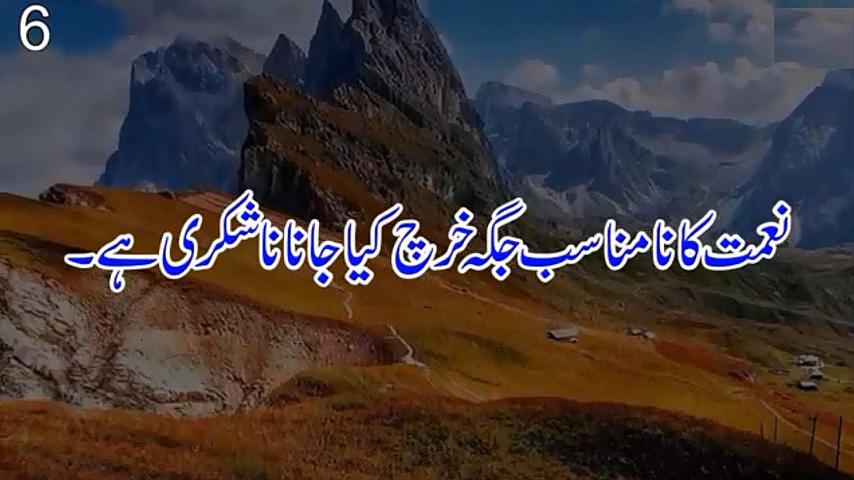 6
نعمت کا نامناسب جگہ خرچ کیا جانا ناشکری ہے۔